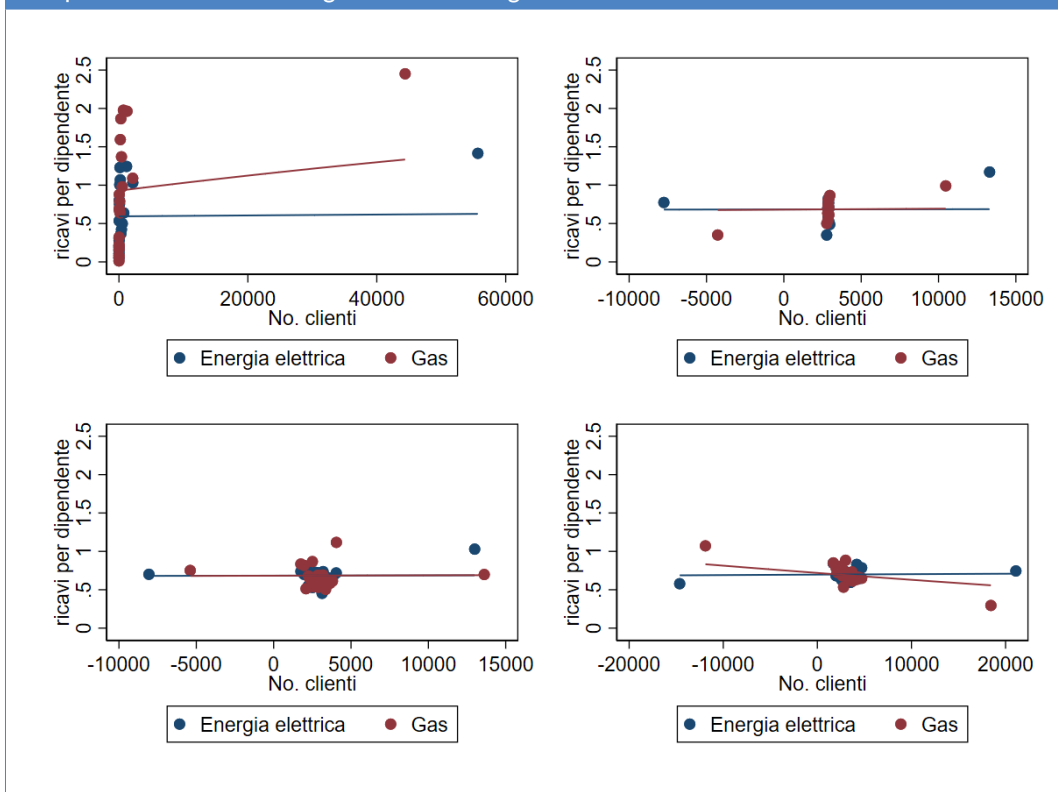 2.5
2
1.5
1
.5
0
ricavi per dipendente
0 20000 40000 60000
No. clienti
Energia elettrica Gas
2.5
2
1.5
1
.5
0
ricavi per dipendente
-10000 -5000 0 5000 10000 15000
No. clienti
Energia elettrica Gas
2.5
2
1.5
1
.5
0
ricavi per dipendente
-10000 -5000 0 5000 10000 15000
No. clienti
Energia elettrica Gas
2.5
2
1.5
1
.5
0
ricavi per dipendente
-20000 -10000 0 10000 20000
No. clienti
Energia elettrica Gas